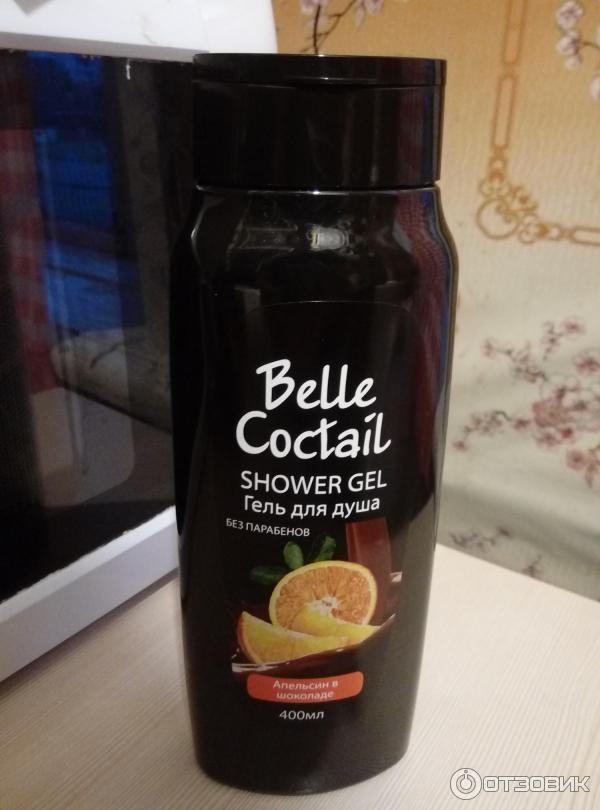 Belle
Coctail
SHOWER GEL
Гель для душа
БЕЗ ПАРАБЕНОВ
Апельсин в
шоколаде
400мл
ОТЗОВИК